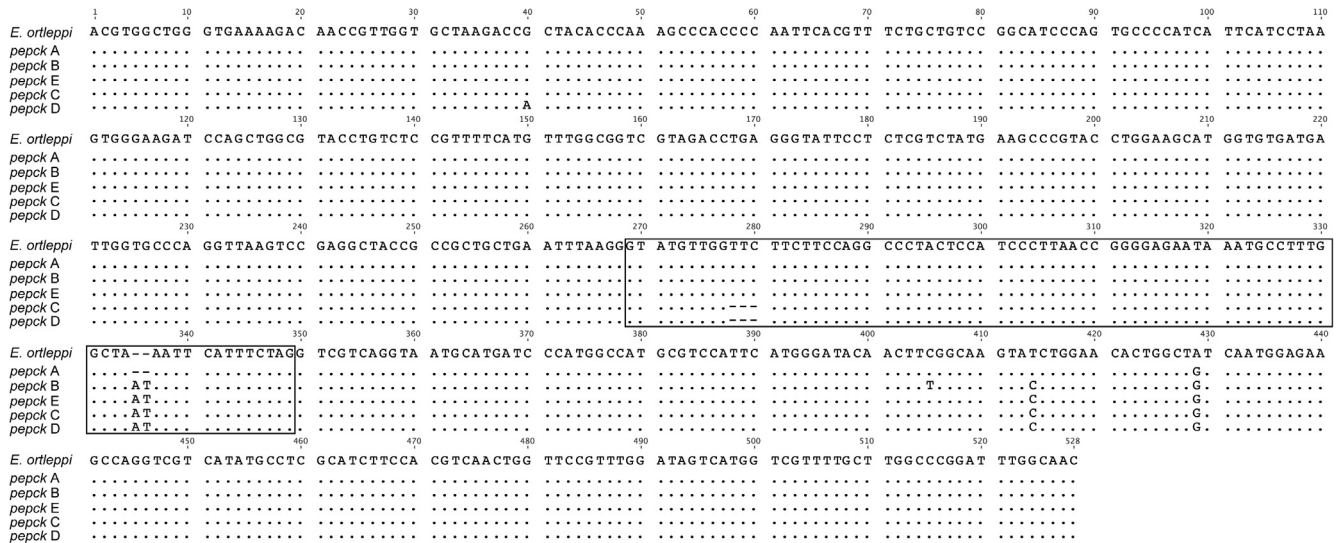 1 10 20 30 40 50 60 70 80 90 100 110
E. ortleppi ACGTGGCTGG GTGAAAAGAC AACCGTTGGT GCTAAGACCG CTACACCCAA AGCCCACCCC AATTCACGTT TCTGCTGTCC GGCATCCCAG TGCCCCATCA TTCATCCTAA
pepck A .......... .......... .......... .......... .......... .......... .......... .......... .......... .......... ..........
pepck B .......... .......... .......... .......... .......... .......... .......... .......... .......... .......... ..........
pepck E .......... .......... .......... .......... .......... .......... .......... .......... .......... .......... ..........
pepck C .......... .......... .......... .......... .......... .......... .......... .......... .......... .......... ..........
pepck D .......... .......... .......... .........A .......... .......... .......... .......... .......... .......... ..........
120 130 140 150 160 170 180 190 200 210 220
E. ortleppi GTGGGAAGAT CCAGCTGGCG TACCTGTCTC CGTTTTCATG TTTGGCGGTC GTAGACCTGA GGGTATTCCT CTCGTCTATG AAGCCCGTAC CTGGAAGCAT GGTGTGATGA
pepck A .......... .......... .......... .......... .......... .......... .......... .......... .......... .......... ..........
pepck B .......... .......... .......... .......... .......... .......... .......... .......... .......... .......... ..........
pepck E .......... .......... .......... .......... .......... .......... .......... .......... .......... .......... ..........
pepck C .......... .......... .......... .......... .......... .......... .......... .......... .......... .......... ..........
pepck D .......... .......... .......... .......... .......... .......... .......... .......... .......... .......... ..........
230 240 250 260 270 280 290 300 310 320 330
E. ortleppi TTGGTGCCCA GGTTAAGTCC GAGGCTACCG CCGCTGCTGA ATTTAAGGGT ATGTTGGTTC TTCTTCCAGG CCCTACTCCA TCCCTTAACC GGGGAGAATA AATGCCTTTG
pepck A .......... .......... .......... .......... .......... .......... .......... .......... .......... .......... ..........
pepck B .......... .......... .......... .......... .......... .......... .......... .......... .......... .......... ..........
pepck E .......... .......... .......... .......... .......... .......... .......... .......... .......... .......... ..........
pepck C .......... .......... .......... .......... .......... .......--- .......... .......... .......... .......... ..........
pepck D .......... .......... .......... .......... .......... .......--- .......... .......... .......... .......... ..........
340 350 360 370 380 390 400 410 420 430 440
E. ortleppi GCTA--AATT CATTTCTAGG TCGTCAGGTA ATGCATGATC CCATGGCCAT GCGTCCATTC ATGGGATACA ACTTCGGCAA GTATCTGGAA CACTGGCTAT CAATGGAGAA
pepck A ....--.... .......... .......... .......... .......... .......... .......... .......... .......... ........G. ..........
pepck B ....AT.... .......... .......... .......... .......... .......... .......... ....T..... ...C...... ........G. ..........
pepck E ....AT.... .......... .......... .......... .......... .......... .......... .......... ...C...... ........G. ..........
pepck C ....AT.... .......... .......... .......... .......... .......... .......... .......... ...C...... ........G. ..........
pepck D ....AT.... .......... .......... .......... .......... .......... .......... .......... ...C...... ........G. ..........
450 460 470 480 490 500 510 520 528
E. ortleppi GCCAGGTCGT CATATGCCTC GCATCTTCCA CGTCAACTGG TTCCGTTTGG ATAGTCATGG TCGTTTTGCT TGGCCCGGAT TTGGCAAC
pepck A .......... .......... .......... .......... .......... .......... .......... .......... ........
pepck B .......... .......... .......... .......... .......... .......... .......... .......... ........
pepck E .......... .......... .......... .......... .......... .......... .......... .......... ........
pepck C .......... .......... .......... .......... .......... .......... .......... .......... ........
pepck D .......... .......... .......... .......... .......... .......... .......... .......... ........